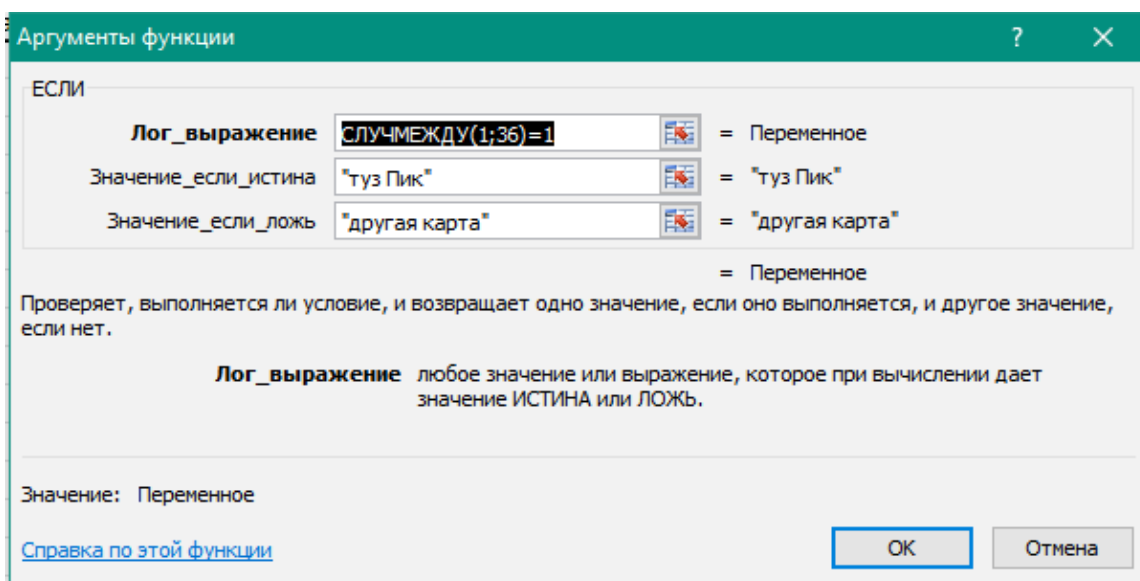 Аргументы функции ? ×
ЕСЛИ
Лог_выражение СЛУЧМЕЖДУ(1;36)=1 = Переменное
Значение_если_истина "туз Пик" = "туз Пик"
Значение_если_ложь "другая карта" = "другая карта"
= Переменное
Проверяет, выполняется ли условие, и возвращает одно значение, если оно выполняется, и другое значение,
если нет.
Лог_выражение любое значение или выражение, которое при вычислении дает
значение ИСТИНА или ЛОЖЬ.
Значение: Переменное
Справка по этой функции ОК Отмена